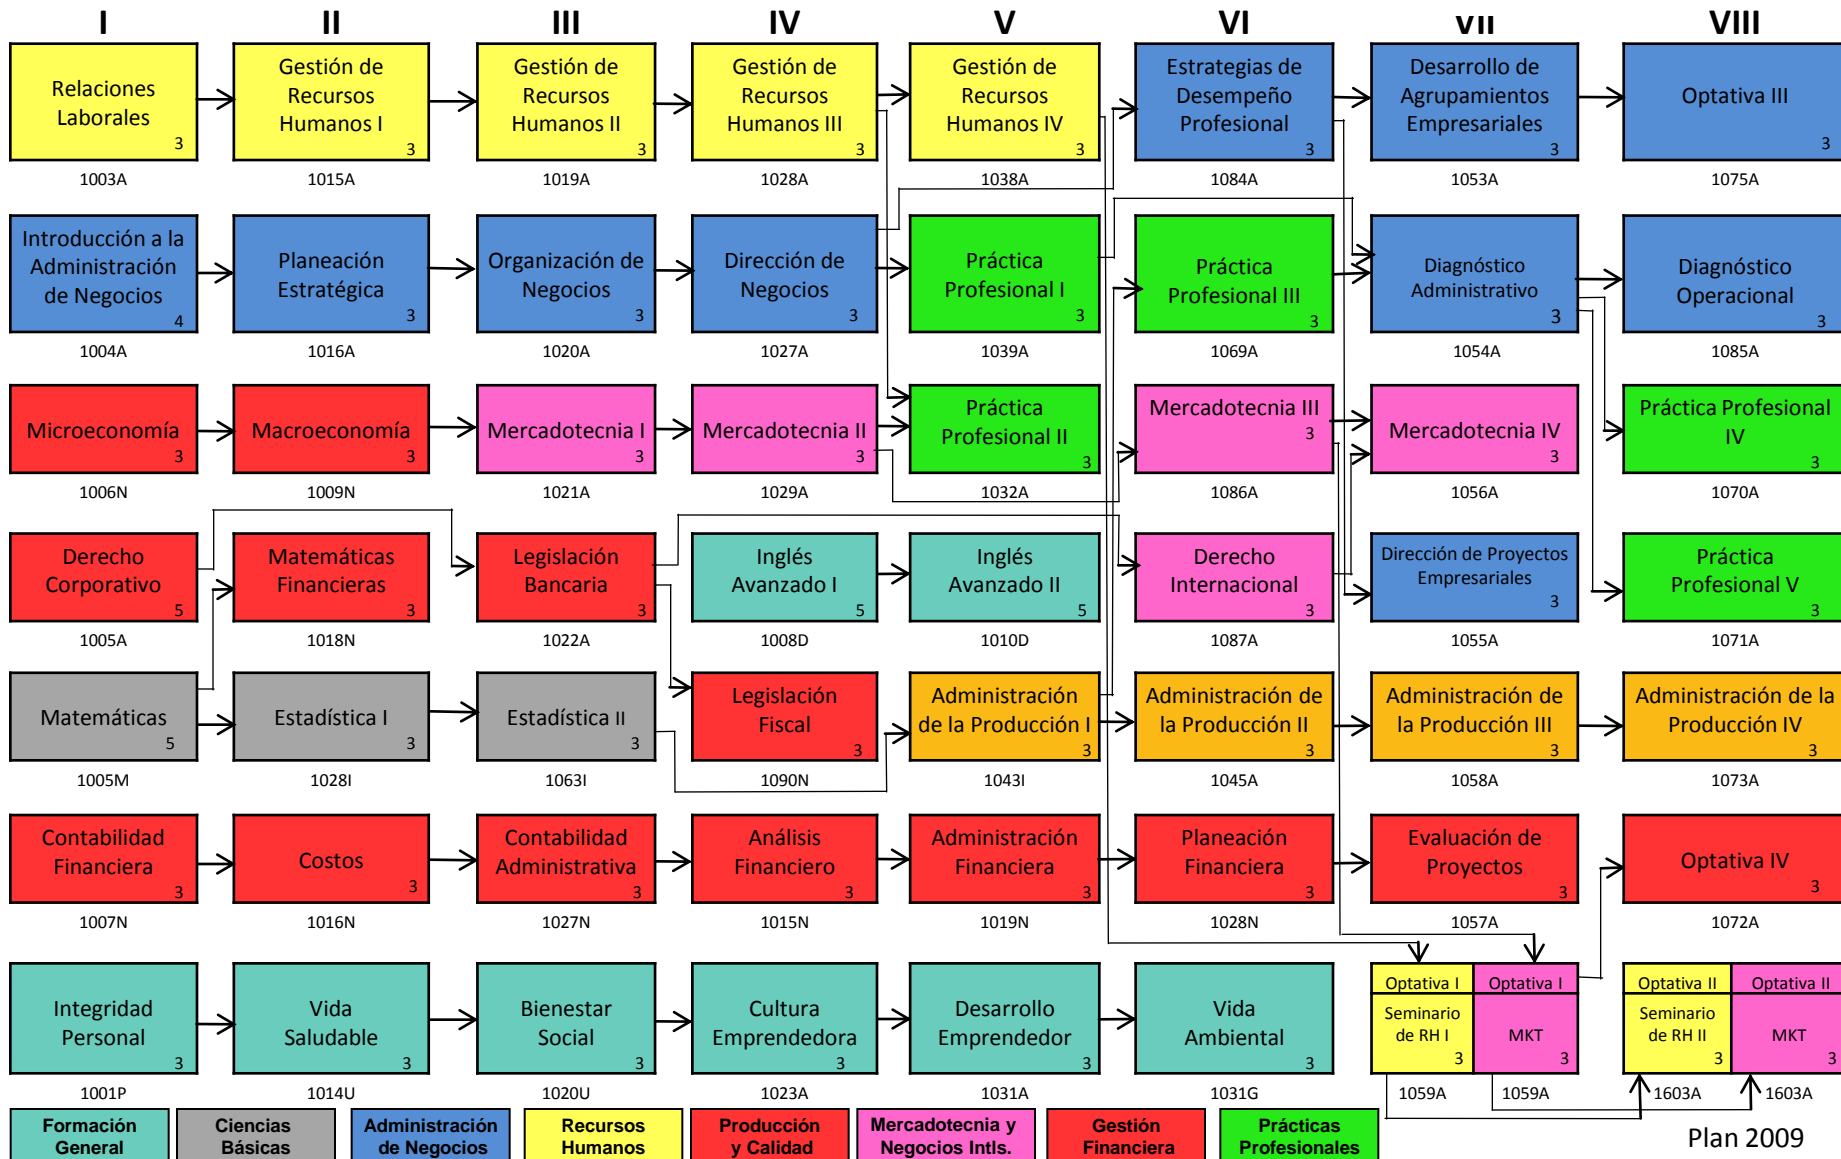 I II III IV V VI VII VIII
Relaciones
Laborales
3
Gestión de
Recursos
Humanos I
3
Gestión de
Recursos
Humanos II
3
Gestión de
Recursos
Humanos III
3
Gestión de
Recursos
Humanos IV
3
Estrategias de
Desempeño
Profesional
3
Desarrollo de
Agrupamientos
Empresariales
3
Optativa III
3
1003A 1015A 1019A 1028A 1038A 1084A 1053A 1075A
Introducción a la
Administración
de Negocios
4
Planeación
Estratégica
3
Organización de
Negocios
3
Dirección de
Negocios
3
Práctica
Profesional I
3
Práctica
Profesional III
3
Diagnóstico
Administrativo
3
Diagnóstico
Operacional
3
1004A 1016A 1020A 1027A 1039A 1069A 1054A 1085A
Microeconomía
3
Macroeconomía
3
Mercadotecnia I
3
Mercadotecnia II
3
Práctica
Profesional II
3
Mercadotecnia III
3
Mercadotecnia IV
3
Práctica Profesional
IV
3
1006N 1009N 1021A 1029A 1032A 1086A 1056A 1070A
Derecho
Corporativo
5
Matemáticas
Financieras
3
Legislación
Bancaria
3
Inglés
Avanzado I
5
Inglés
Avanzado II
5
Derecho
Internacional
3
Dirección de Proyectos
Empresariales
3
Práctica
Profesional V
3
1005A 1018N 1022A 1008D 1010D 1087A 1055A 1071A
Matemáticas
5
Estadística I
3
Estadística II
3
Legislación
Fiscal
3
Administración
de la Producción I
3
Administración de
la Producción II
3
Administración de
la Producción III
3
Administración de la
Producción IV
3
1005M 1028I 1063I 1090N 1043I 1045A 1058A 1073A
Contabilidad
Financiera
3
Costos
3
Contabilidad
Administrativa
3
Análisis
Financiero
3
Administración
Financiera
3
Planeación
Financiera
3
Evaluación de
Proyectos
3
Optativa IV
3
1007N 1016N 1027N 1015N 1019N 1028N 1057A 1072A
Integridad
Personal
3
Vida
Saludable
3
Bienestar
Social
3
Cultura
Emprendedora
3
Desarrollo
Emprendedor
3
Vida
Ambiental
3
Optativa I
Seminario
de RH I
3
Optativa I
MKT
3
Optativa II
Seminario
de RH II
3
Optativa II
MKT
3
1001P 1014U 1020U 1023A 1031A 1031G 1059A 1059A 1603A 1603A
Formación
General
Ciencias
Básicas
Administración
de Negocios
Recursos
Humanos
Producción
y Calidad
Mercadotecnia y
Negocios Intls.
Gestión
Financiera
Prácticas
Profesionales
Plan 2009